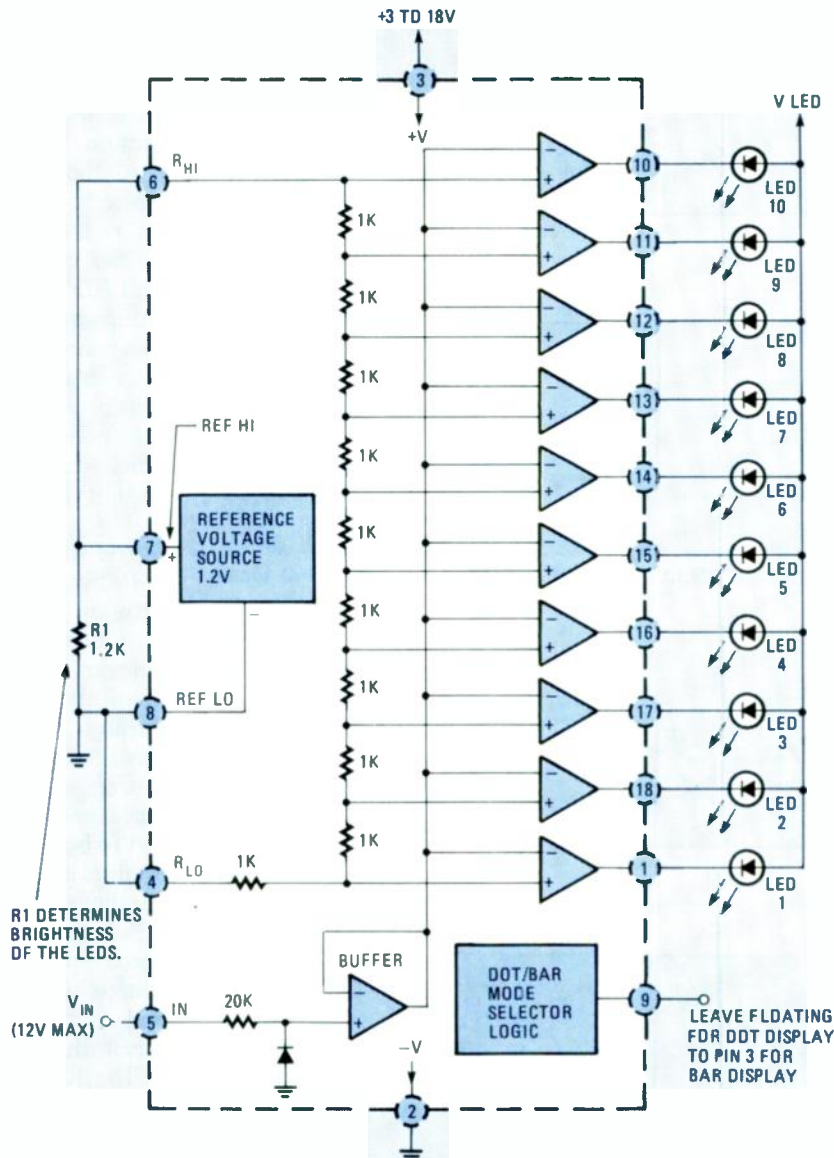 +3 TD 18V
3
+V
V LED
6
R HI
1K
1K
1K
1K
1K
1K
1K
1K
1K
−
+
−
+
−
+
−
+
−
+
−
+
−
+
−
+
−
+
−
+
10
11
12
13
14
15
16
17
18
1
LED
10
LED
9
LED
8
LED
7
LED
6
LED
5
LED
4
LED
3
LED
2
LED
1
REF HI
7
+
REFERENCE
VOLTAGE
SOURCE
1.2V
−
R1
1.2K
8
REF LO
4
R LO
1K
R1 DETERMINES
BRIGHTNESS
DF THE LEDS.
V IN
(12V MAX)
5
IN
20K
BUFFER
−
+
−V
2
DOT/BAR
MODE
SELECTOR
LOGIC
9
LEAVE FLDATING
FDR DDT DISPLAY
TO PIN 3 FOR
BAR DISPLAY